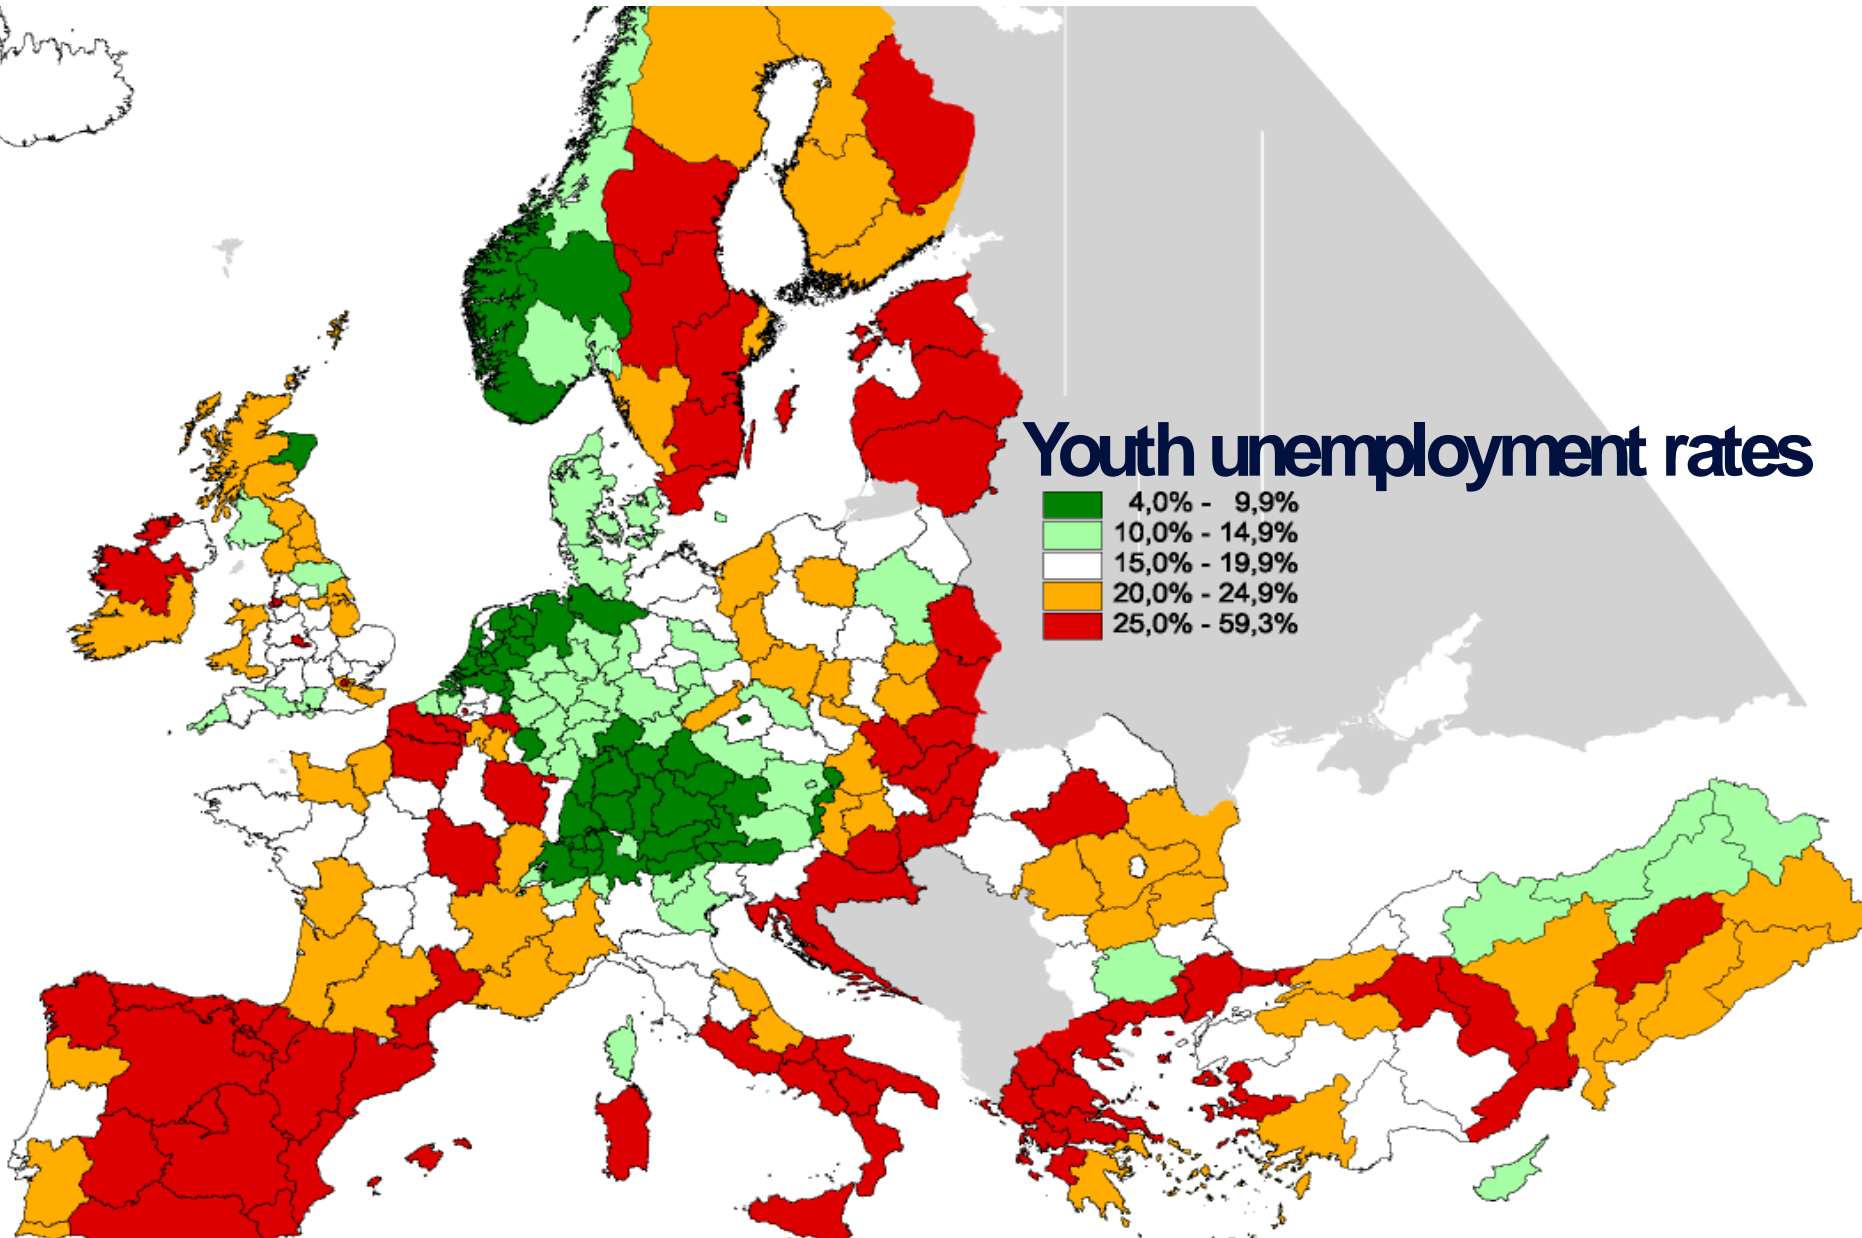 Youth unemployment rates
4,0% - 9,9%
10,0% - 14,9%
15,0% - 19,9%
20,0% - 24,9%
25,0% - 59,3%